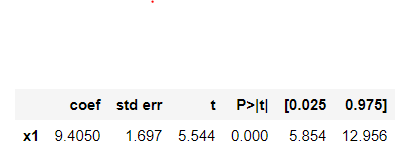 coef std err t P>|t| [0.025 0.975]
x1 9.4050 1.697 5.544 0.000 5.854 12.956